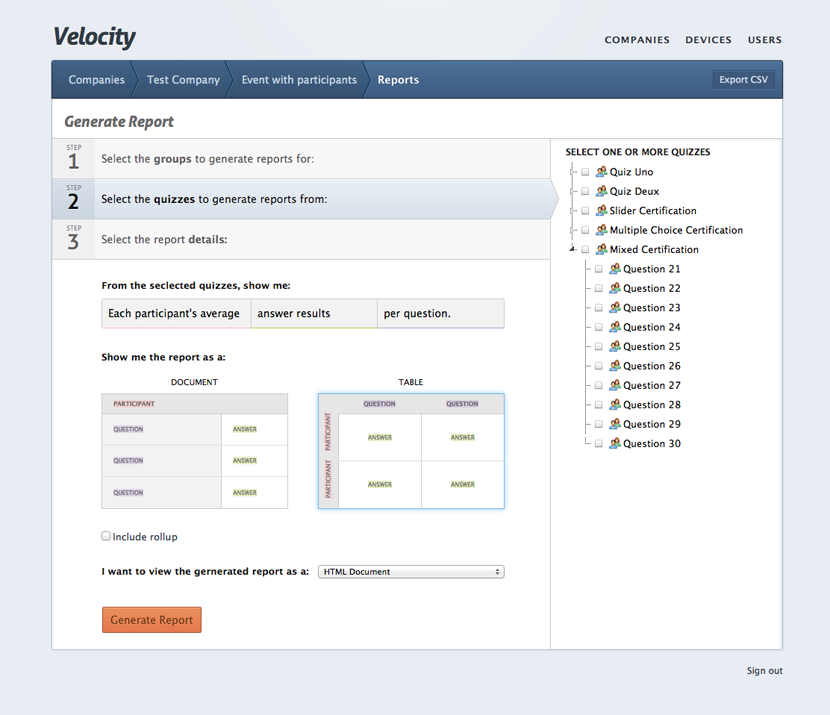 Velocity
COMPANIES DEVICES USERS
Companies Test Company Event with participants Reports Export CSV
Generate Report
STEP
1
Select the groups to generate reports for:
STEP
2
Select the quizzes to generate reports from:
STEP
3
Select the report details:
From the seclected quizzes, show me:
Each participant's average answer results per question.
Show me the report as a:
DOCUMENT
PARTICIPANT
QUESTION ANSWER
QUESTION ANSWER
QUESTION ANSWER
TABLE
QUESTION QUESTION
PARTICIPANT ANSWER ANSWER
PARTICIPANT ANSWER ANSWER
Include rollup
I want to view the gernerated report as a: HTML Document
Generate Report
SELECT ONE OR MORE QUIZZES
Quiz Uno
Quiz Deux
Slider Certification
Multiple Choice Certification
Mixed Certification
Question 21
Question 22
Question 23
Question 24
Question 25
Question 26
Question 27
Question 28
Question 29
Question 30
Sign out